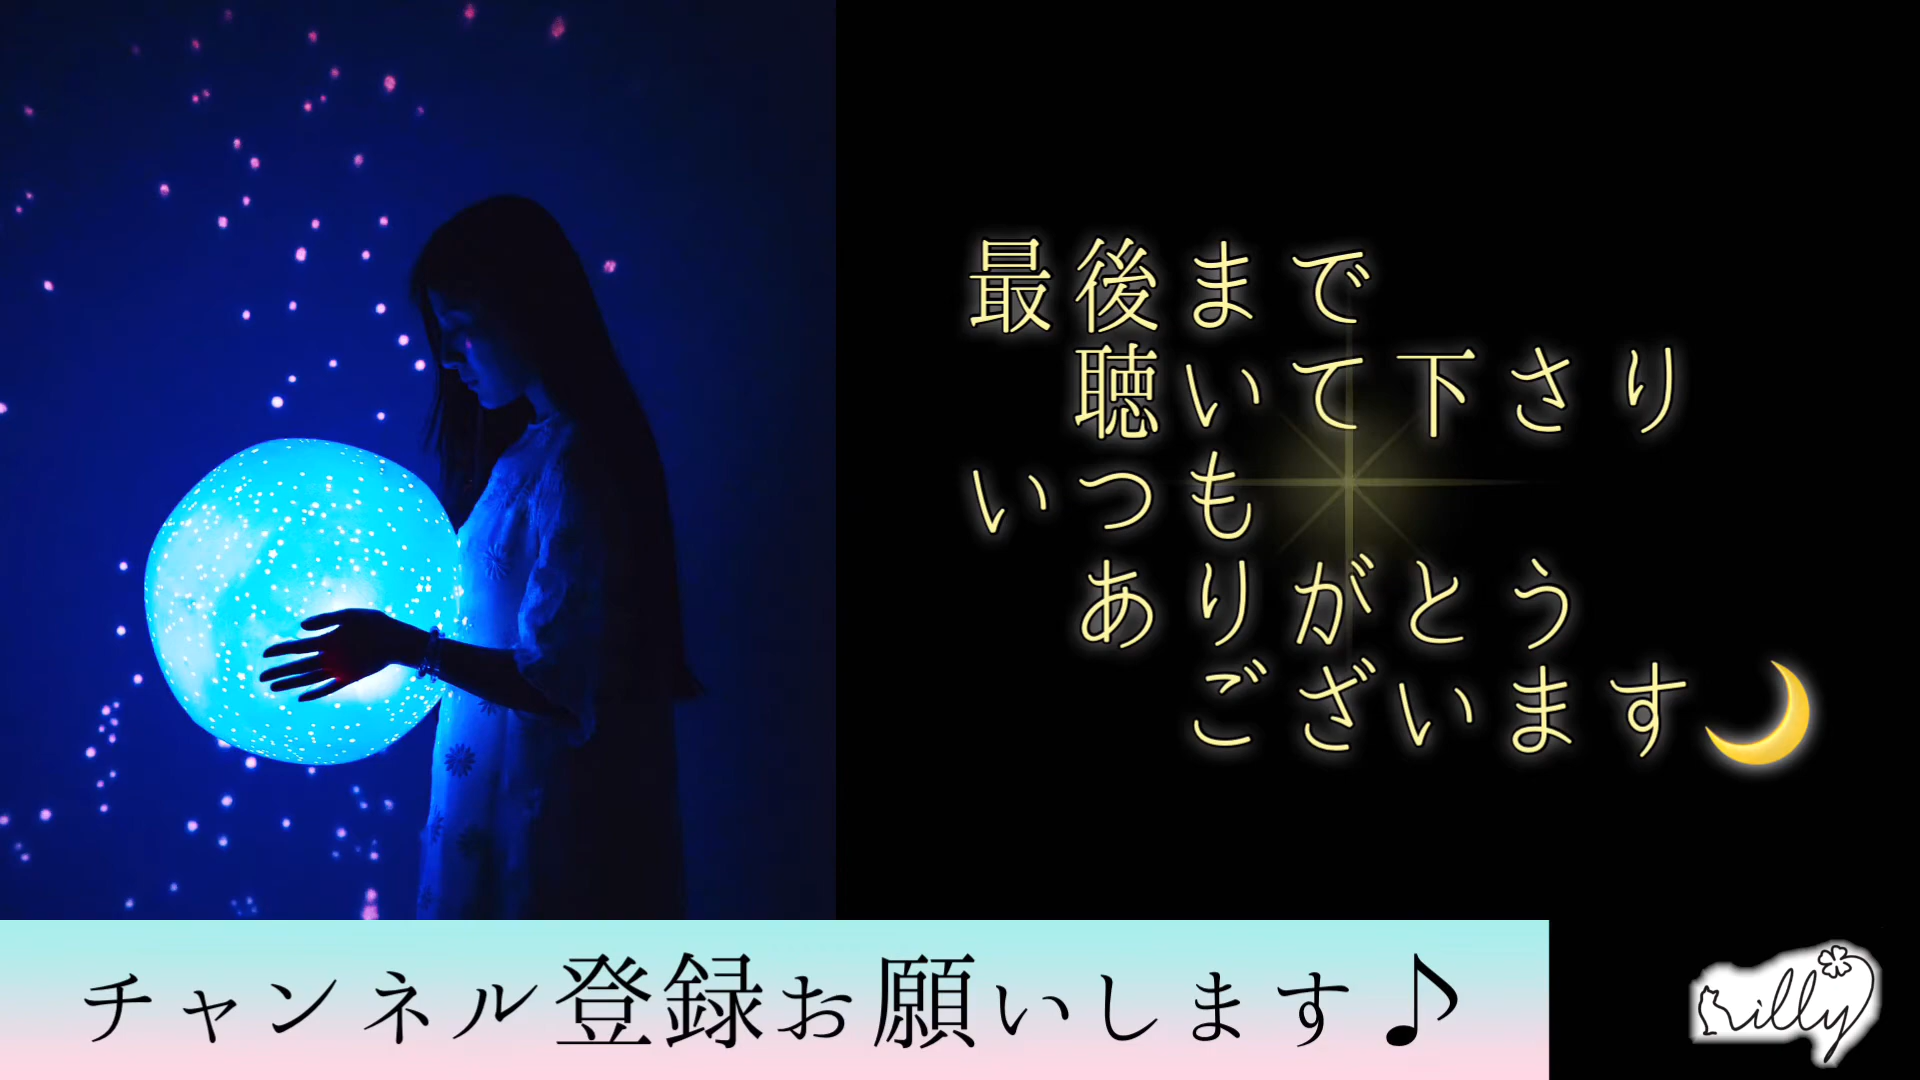 最後まで
聴いて下さり
いつも
ありがとう
ございます🌙
チャンネル登録お願いします♪